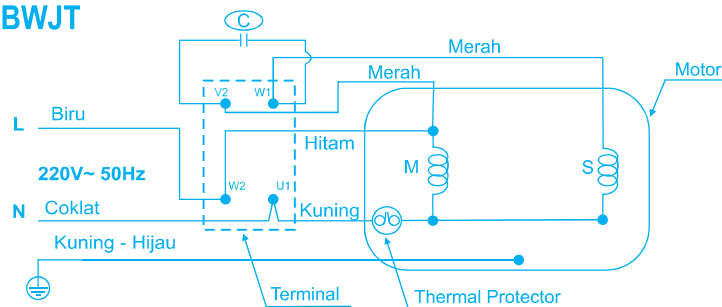 BWJT
C
Merah
Merah
Motor
V2
W1
L
Biru
Hitam
M
S
220V~ 50Hz
W2
U1
N
Coklat
Kuning
Kuning - Hijau
Terminal
Thermal Protector